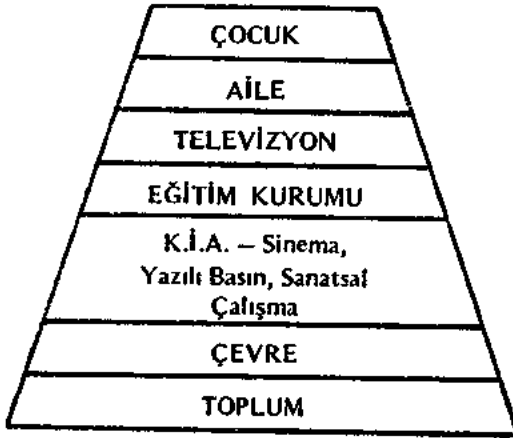 ÇOCUK
AİLE
TELEVİZYON
EĞİTİM KURUMU
K.İ.A. – Sinema,
Yazılı Basın, Sanatsal
Çalışma
ÇEVRE
TOPLUM